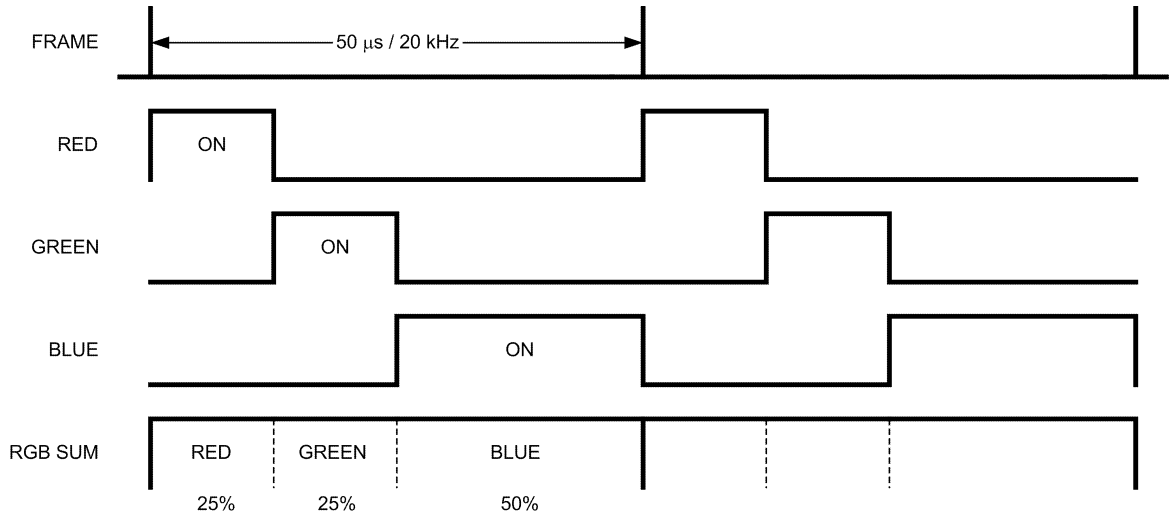 FRAME
50 μs / 20 kHz
RED
ON
GREEN
ON
BLUE
ON
RGB SUM
RED
GREEN
BLUE
25%
25%
50%